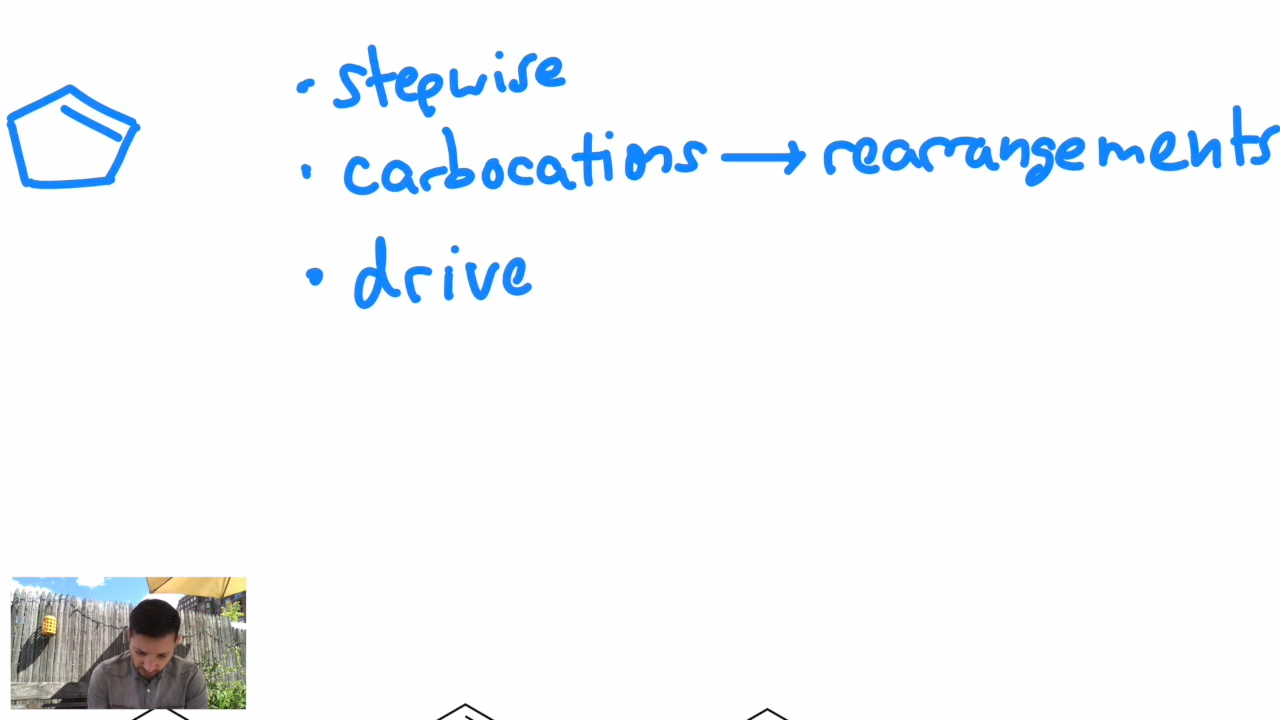 • stepwise
• carbocations → rearrangements
• drive